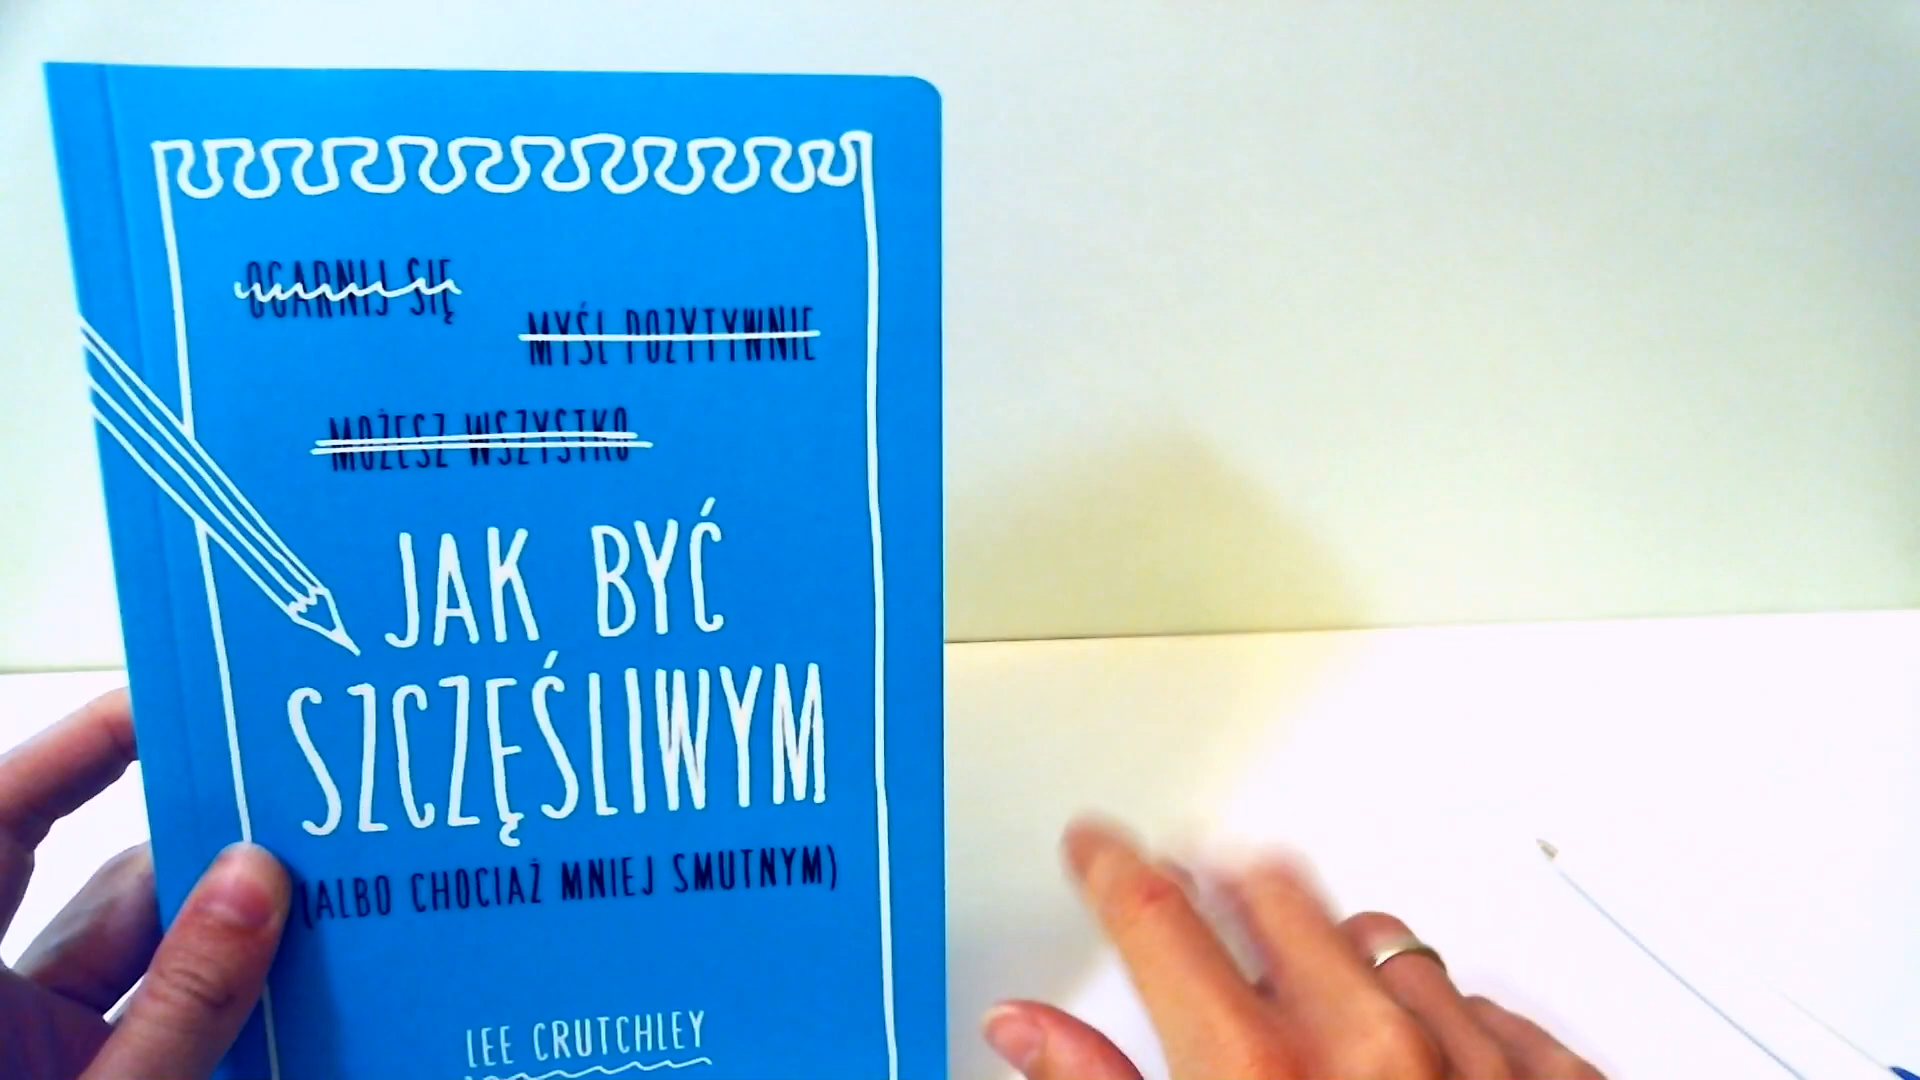 OGARNIJ SIĘ
MYŚL POZYTYWNIE
MOŻESZ WSZYSTKO
JAK BYĆ
SZCZĘŚLIWYM
(ALBO CHOCIAŻ MNIEJ SMUTNYM)
LEE CRUTCHLEY